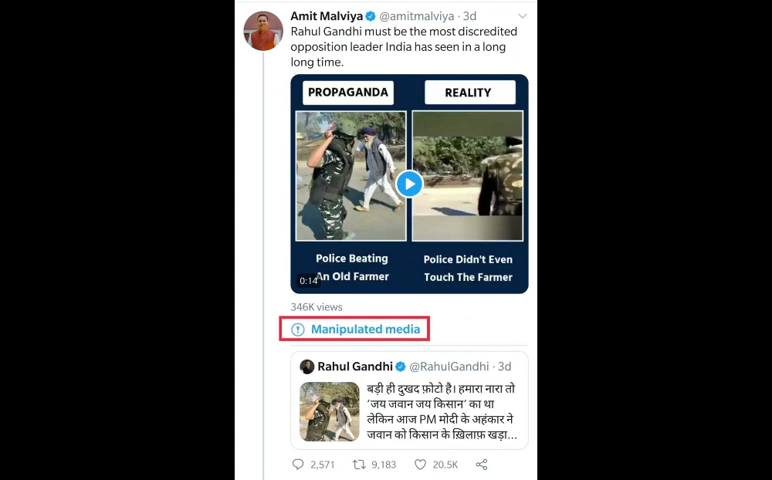 Amit Malviya @amitmalviya · 3d
Rahul Gandhi must be the most discredited
opposition leader India has seen in a long
long time.
PROPAGANDA
REALITY
Police Beating
An Old Farmer
Police Didn't Even
Touch The Farmer
0:14
346K views
Manipulated media
Rahul Gandhi @RahulGandhi · 3d
बड़ी ही दुखद फ़ोटो है। हमारा नारा तो
‘जय जवान जय किसान’ का था
लेकिन आज PM मोदी के अहंकार ने
जवान को किसान के ख़िलाफ़ खड़ा...
2,571 9,183 20.5K